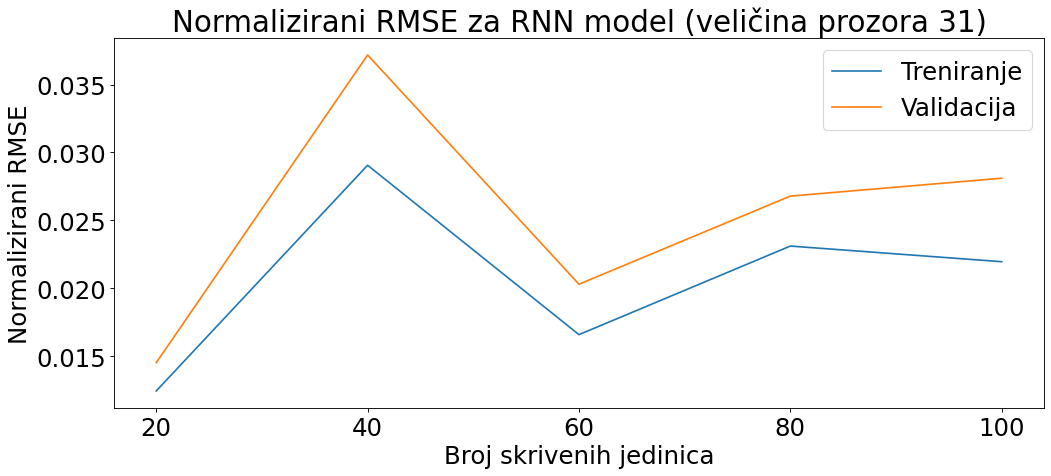 Normalizirani RMSE za RNN model (veličina prozora 31)
Treniranje
Validacija
Normalizirani RMSE
0.035
0.030
0.025
0.020
0.015
20 40 60 80 100
Broj skrivenih jedinica